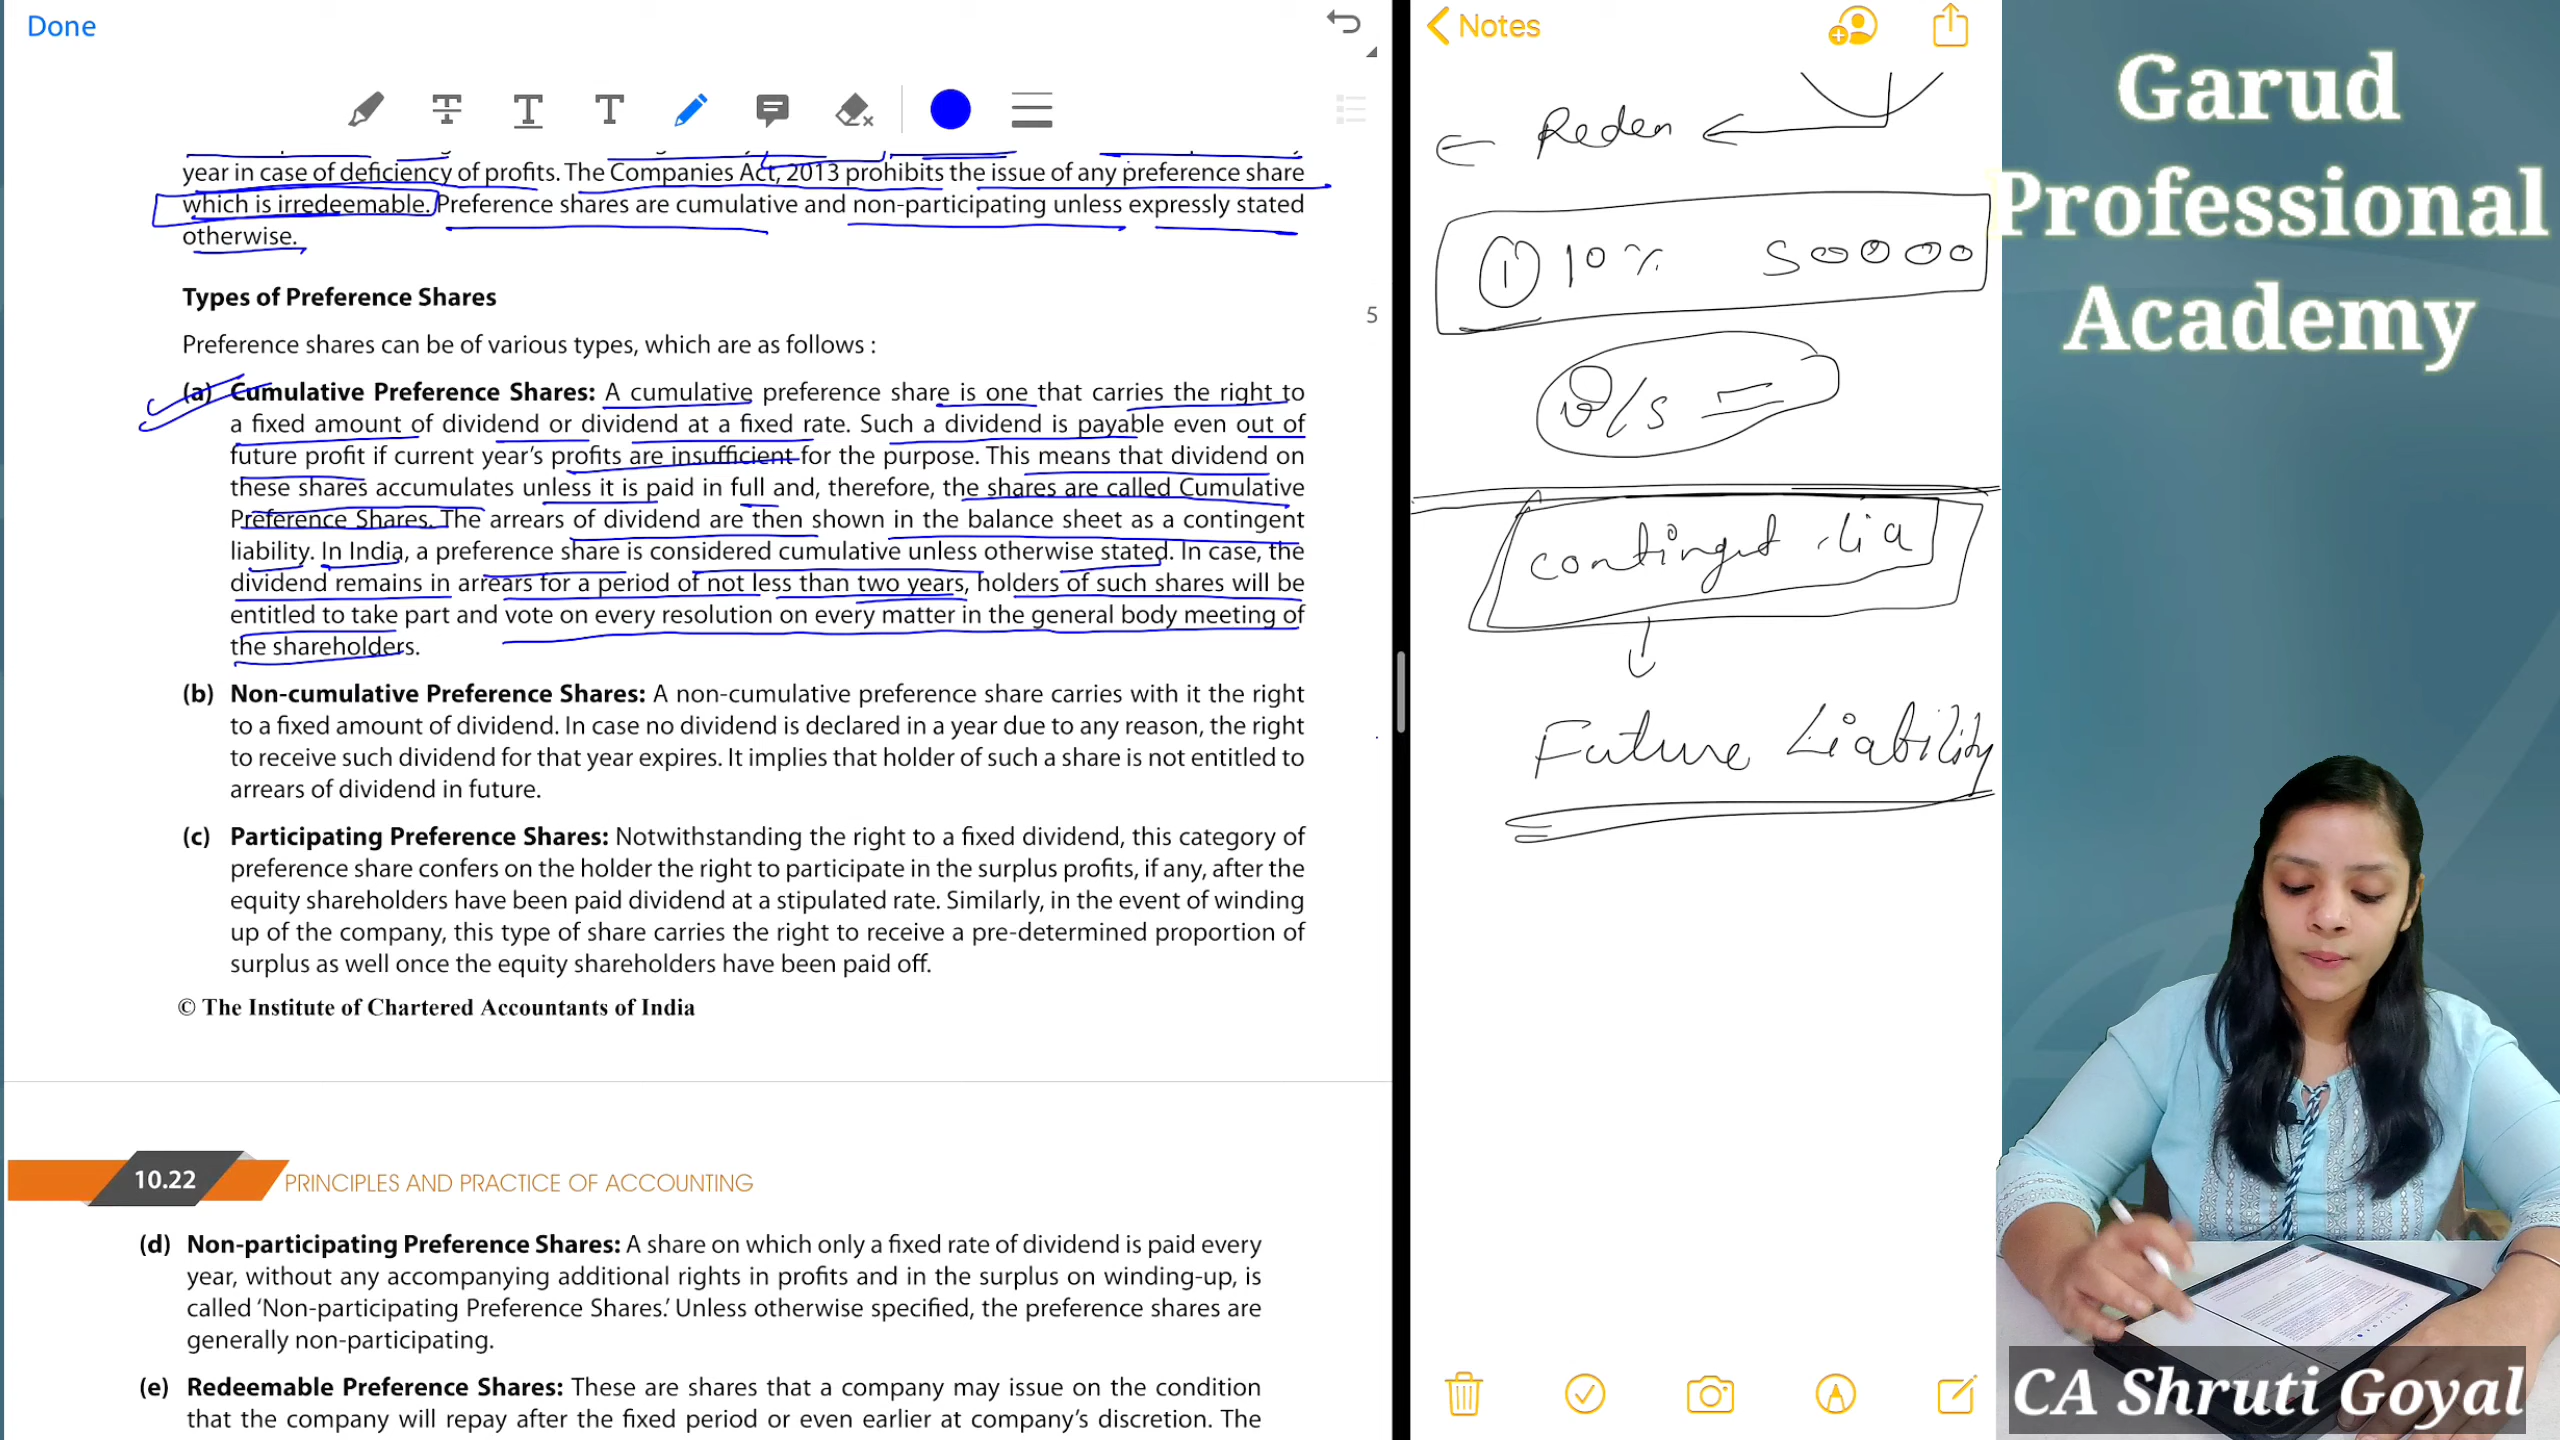 Done
year in case of deficiency of profits. The Companies Act, 2013 prohibits the issue of any preference share
which is irredeemable. Preference shares are cumulative and non-participating unless expressly stated
otherwise.
Types of Preference Shares
5
Preference shares can be of various types, which are as follows :
(a) Cumulative Preference Shares: A cumulative preference share is one that carries the right to
a fixed amount of dividend or dividend at a fixed rate. Such a dividend is payable even out of
future profit if current year’s profits are insufficient for the purpose. This means that dividend on
these shares accumulates unless it is paid in full and, therefore, the shares are called Cumulative
Preference Shares. The arrears of dividend are then shown in the balance sheet as a contingent
liability. In India, a preference share is considered cumulative unless otherwise stated. In case, the
dividend remains in arrears for a period of not less than two years, holders of such shares will be
entitled to take part and vote on every resolution on every matter in the general body meeting of
the shareholders.
(b) Non-cumulative Preference Shares: A non-cumulative preference share carries with it the right
to a fixed amount of dividend. In case no dividend is declared in a year due to any reason, the right
to receive such dividend for that year expires. It implies that holder of such a share is not entitled to
arrears of dividend in future.
(c) Participating Preference Shares: Notwithstanding the right to a fixed dividend, this category of
preference share confers on the holder the right to participate in the surplus profits, if any, after the
equity shareholders have been paid dividend at a stipulated rate. Similarly, in the event of winding
up of the company, this type of share carries the right to receive a pre-determined proportion of
surplus as well once the equity shareholders have been paid off.
© The Institute of Chartered Accountants of India
10.22 PRINCIPLES AND PRACTICE OF ACCOUNTING
(d) Non-participating Preference Shares: A share on which only a fixed rate of dividend is paid every
year, without any accompanying additional rights in profits and in the surplus on winding-up, is
called ‘Non-participating Preference Shares.’ Unless otherwise specified, the preference shares are
generally non-participating.
(e) Redeemable Preference Shares: These are shares that a company may issue on the condition
that the company will repay after the fixed period or even earlier at company’s discretion. The
Notes
Redem
1 10% 50000
B/S =
contingut
Future Liability
Garud
Professional
Academy
CA Shruti Goyal